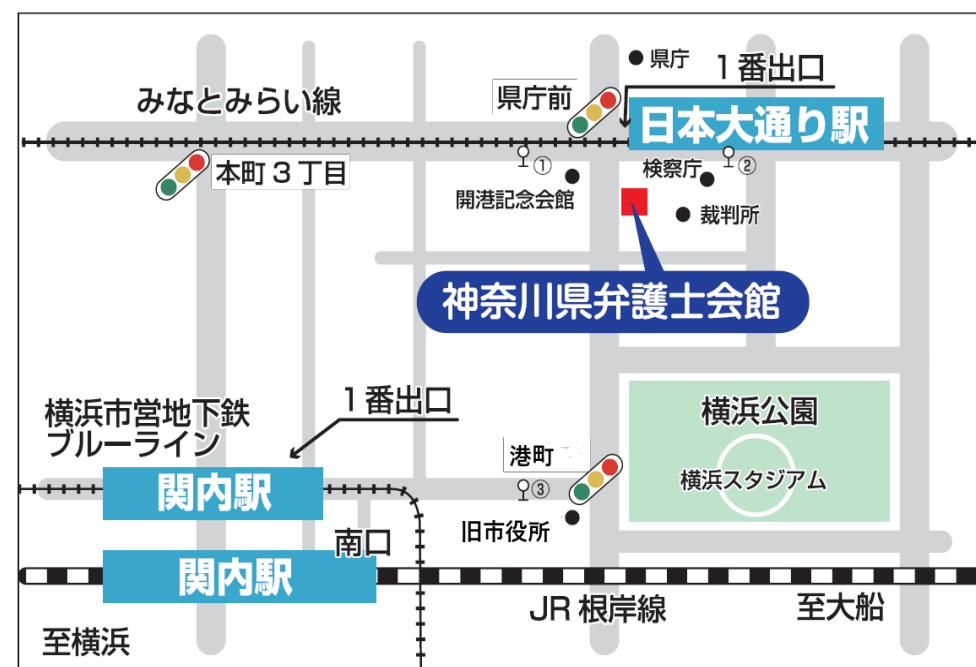 県庁
1番出口
みなとみらい線
県庁前
日本大通り駅
本町3丁目
①
検察庁
②
開港記念会館
裁判所
神奈川県弁護士会館
1番出口
横浜市営地下鉄
ブルーライン
横浜公園
港町
関内駅
③
横浜スタジアム
旧市役所
南口
関内駅
JR根岸線
至大船
至横浜